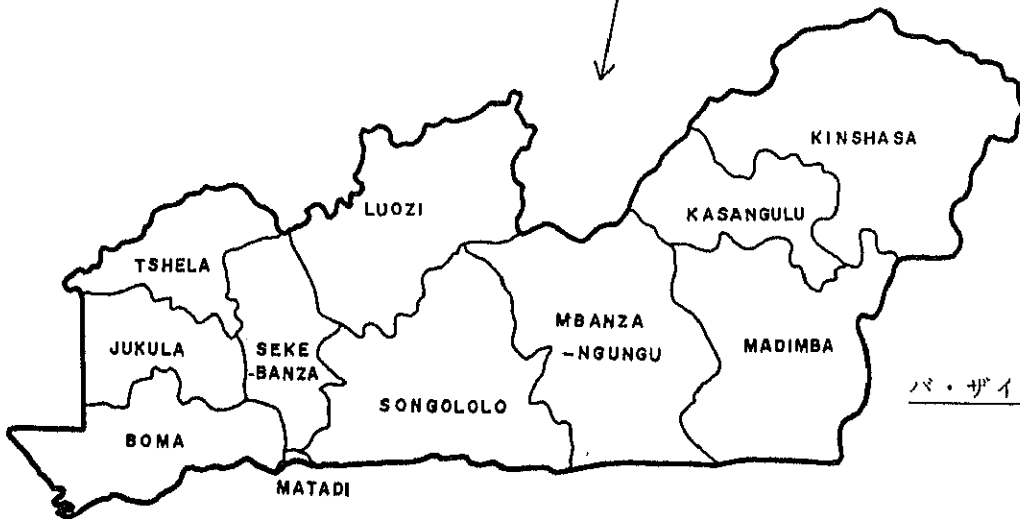 KINSHASA
LUOZI
KASANGULU
TSHELA
MBANZA
-NGUNGU
JUKULA
SEKE
-BANZA
MADIMBA
SONGOLOLO
バ・ザイ
BOMA
MATADI